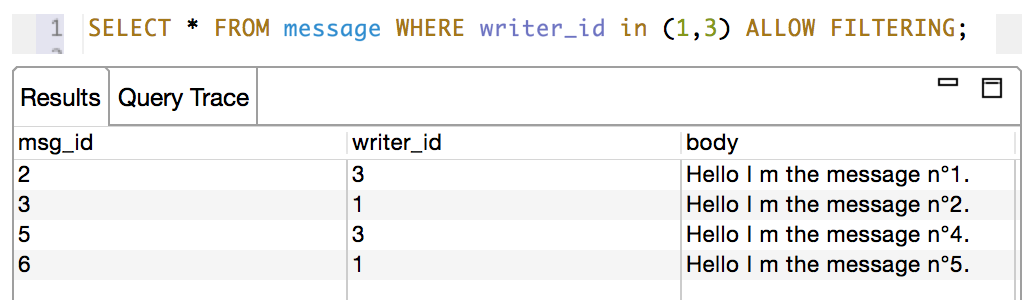 1 SELECT * FROM message WHERE writer_id in (1,3) ALLOW FILTERING;
Results Query Trace
msg_id writer_id body
2 3 Hello I m the message n°1.
3 1 Hello I m the message n°2.
5 3 Hello I m the message n°4.
6 1 Hello I m the message n°5.